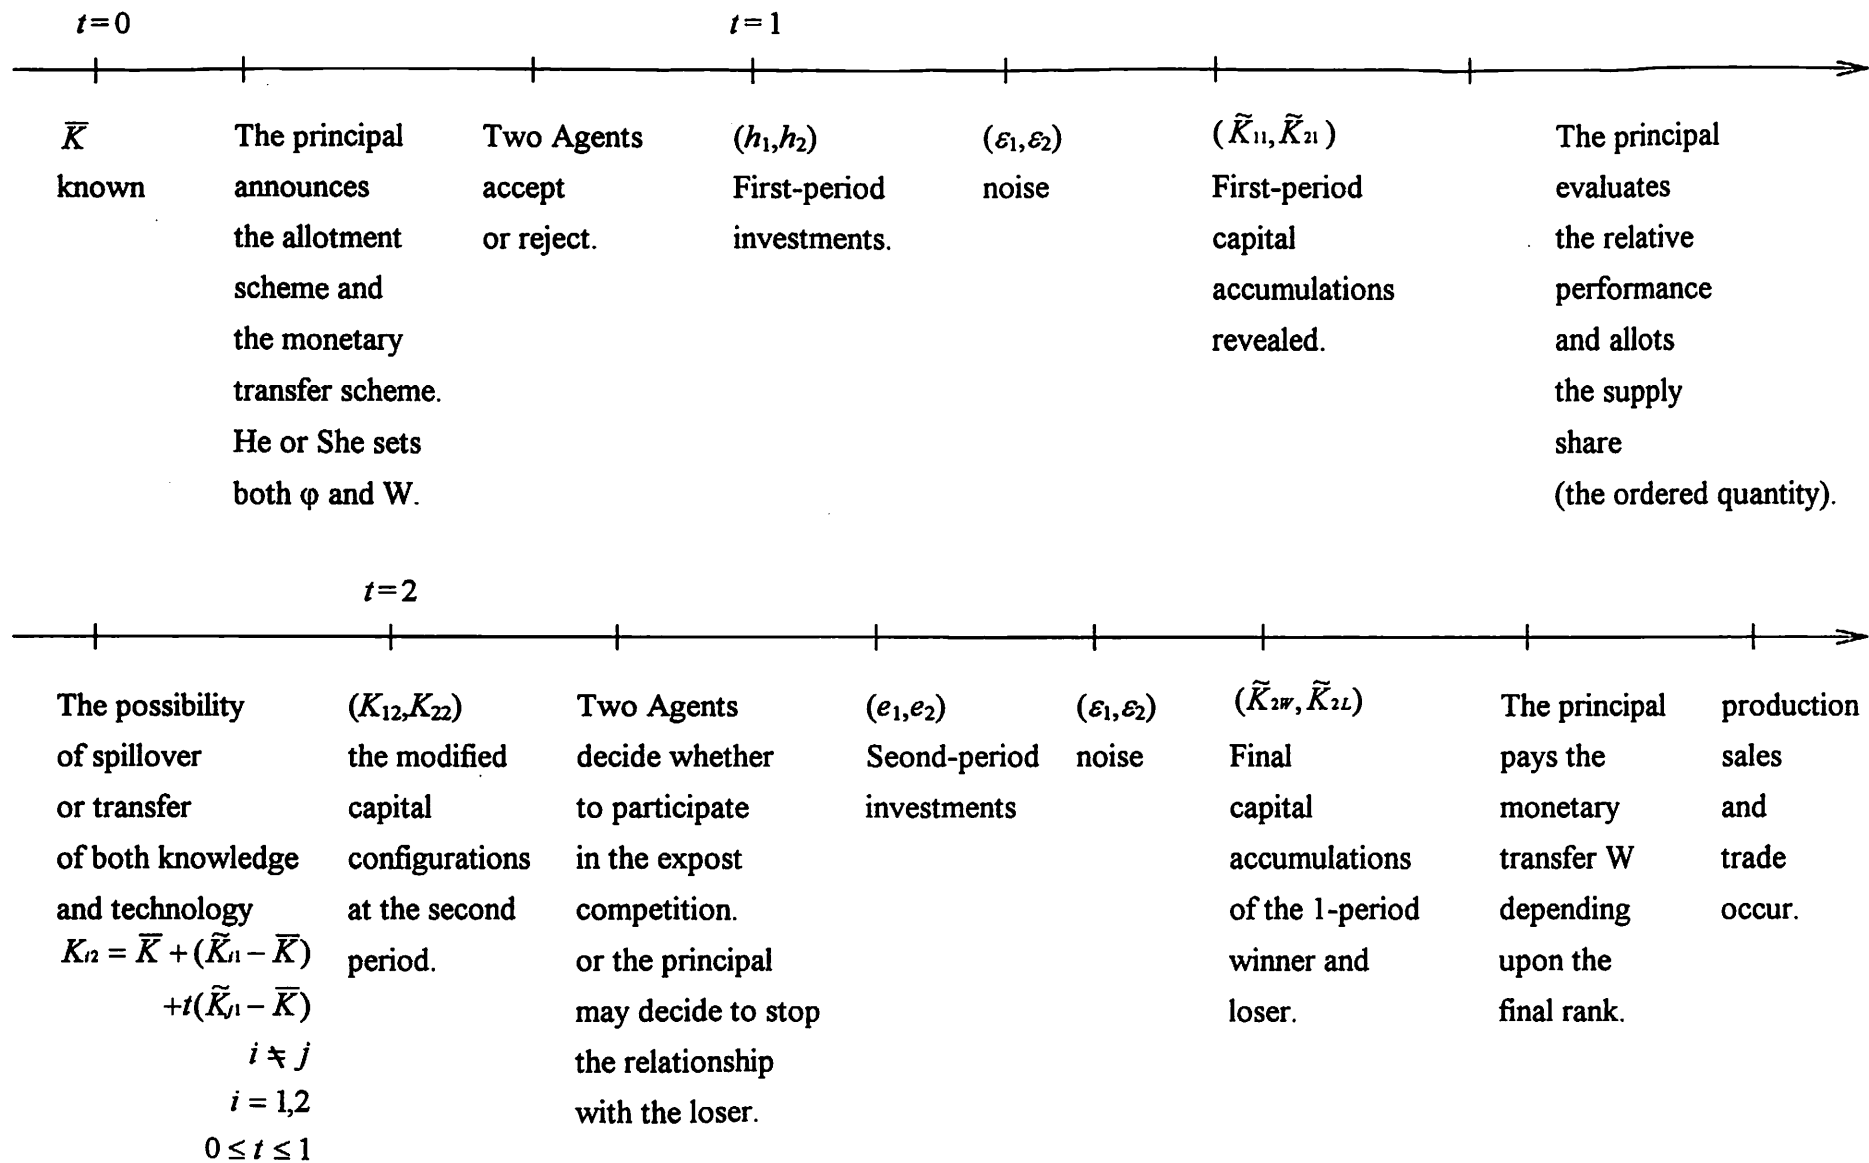 t=0
t=1
K̄
known
The principal
announces
the allotment
scheme and
the monetary
transfer scheme.
He or She sets
both φ and W.
Two Agents
accept
or reject.
(h₁,h₂)
First-period
investments.
(ε₁,ε₂)
noise
(K̃₁₁,K̃₂₁)
First-period
capital
accumulations
revealed.
The principal
evaluates
the relative
performance
and allots
the supply
share
(the ordered quantity).
t=2
The possibility
of spillover
or transfer
of both knowledge
and technology
Kᵢ₂ = K̄ + (K̃ᵢ₁ − K̄)
+t(K̃ⱼ₁ − K̄)
i ≠ j
i = 1,2
0 ≤ t ≤ 1
(K₁₂,K₂₂)
the modified
capital
configurations
at the second
period.
Two Agents
decide whether
to participate
in the expost
competition.
or the principal
may decide to stop
the relationship
with the loser.
(e₁,e₂)
Seond-period
investments
(ε₁,ε₂)
noise
(K̃₂W,K̃₂L)
Final
capital
accumulations
of the 1-period
winner and
loser.
The principal
pays the
monetary
transfer W
depending
upon the
final rank.
production
sales
and
trade
occur.